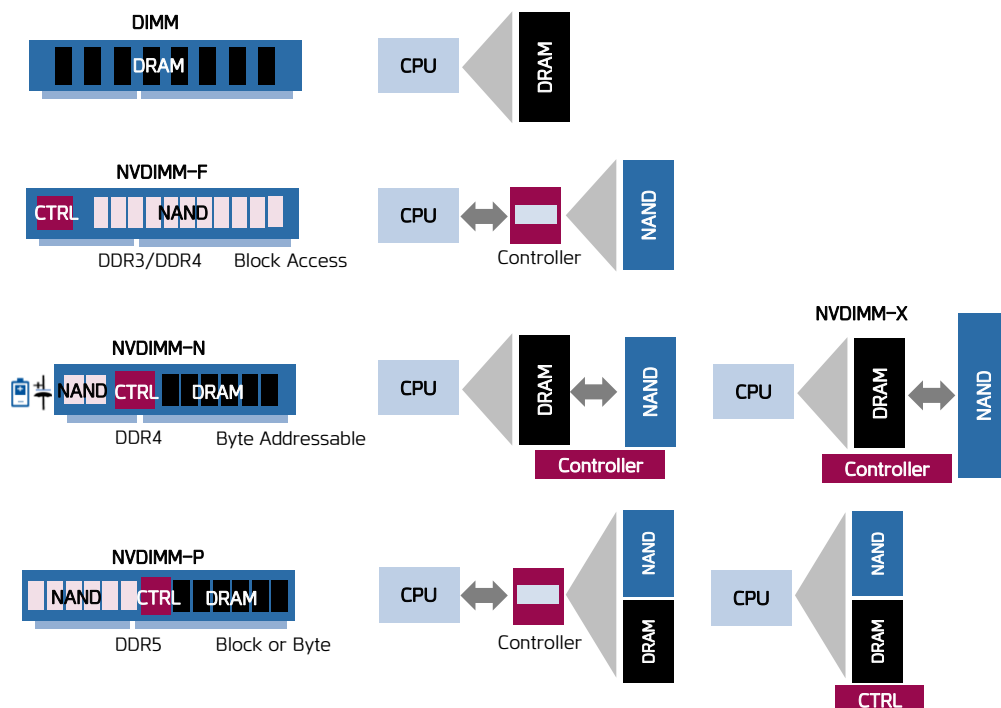 DIMM
DRAM
CPU
DRAM
NVDIMM-F
CTRL
NAND
DDR3/DDR4
Block Access
CPU
Controller
NAND
NVDIMM-N
NAND
CTRL
DRAM
DDR4
Byte Addressable
CPU
DRAM
NAND
Controller
NVDIMM-X
CPU
DRAM
NAND
Controller
NVDIMM-P
NAND
CTRL
DRAM
DDR5
Block or Byte
CPU
Controller
NAND
DRAM
CPU
NAND
DRAM
CTRL